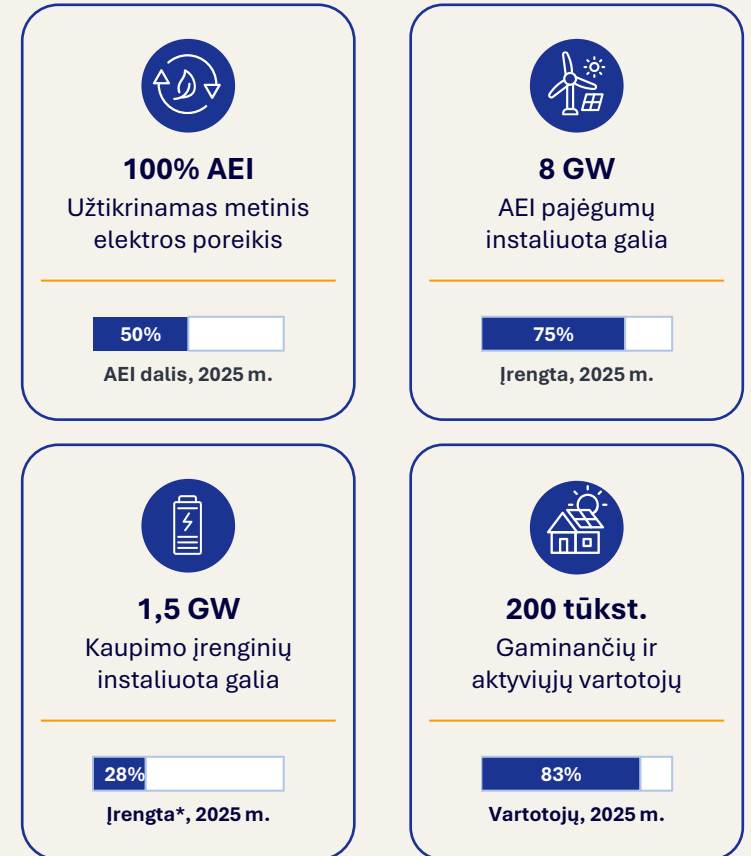 100% AEI
Užtikrinamas metinis
elektros poreikis
50%
AEI dalis, 2025 m.
8 GW
AEI pajėgumų
instaliuota galia
75%
Įrengta, 2025 m.
1,5 GW
Kaupimo įrenginių
instaliuota galia
28%
Įrengta*, 2025 m.
200 tūkst.
Gaminančių ir
aktyviųjų vartotojų
83%
Vartotojų, 2025 m.